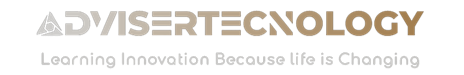 ADVISERTECNOLOGY
Learning Innovation Because life is Changing